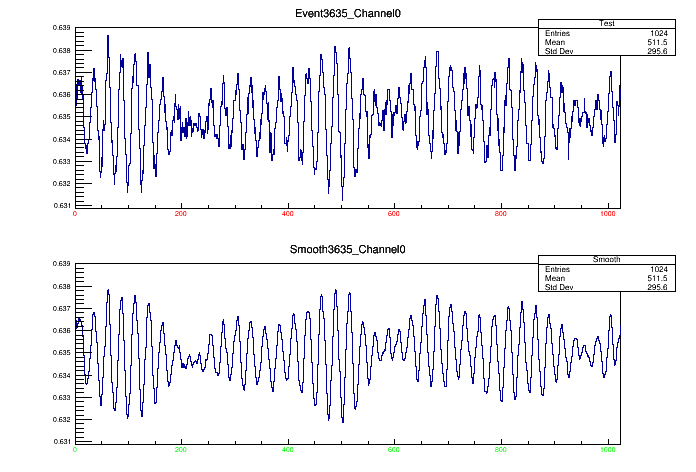 Event3635_Channel0
Test
Entries 1024
Mean 511.5
Std Dev 295.6
0.639
0.638
0.637
0.636
0.635
0.634
0.633
0.632
0.631
0 200 400 600 800 1000
Smooth3635_Channel0
Smooth
Entries 1024
Mean 511.5
Std Dev 295.6
0.639
0.638
0.637
0.636
0.635
0.634
0.633
0.632
0.631
0 200 400 600 800 1000